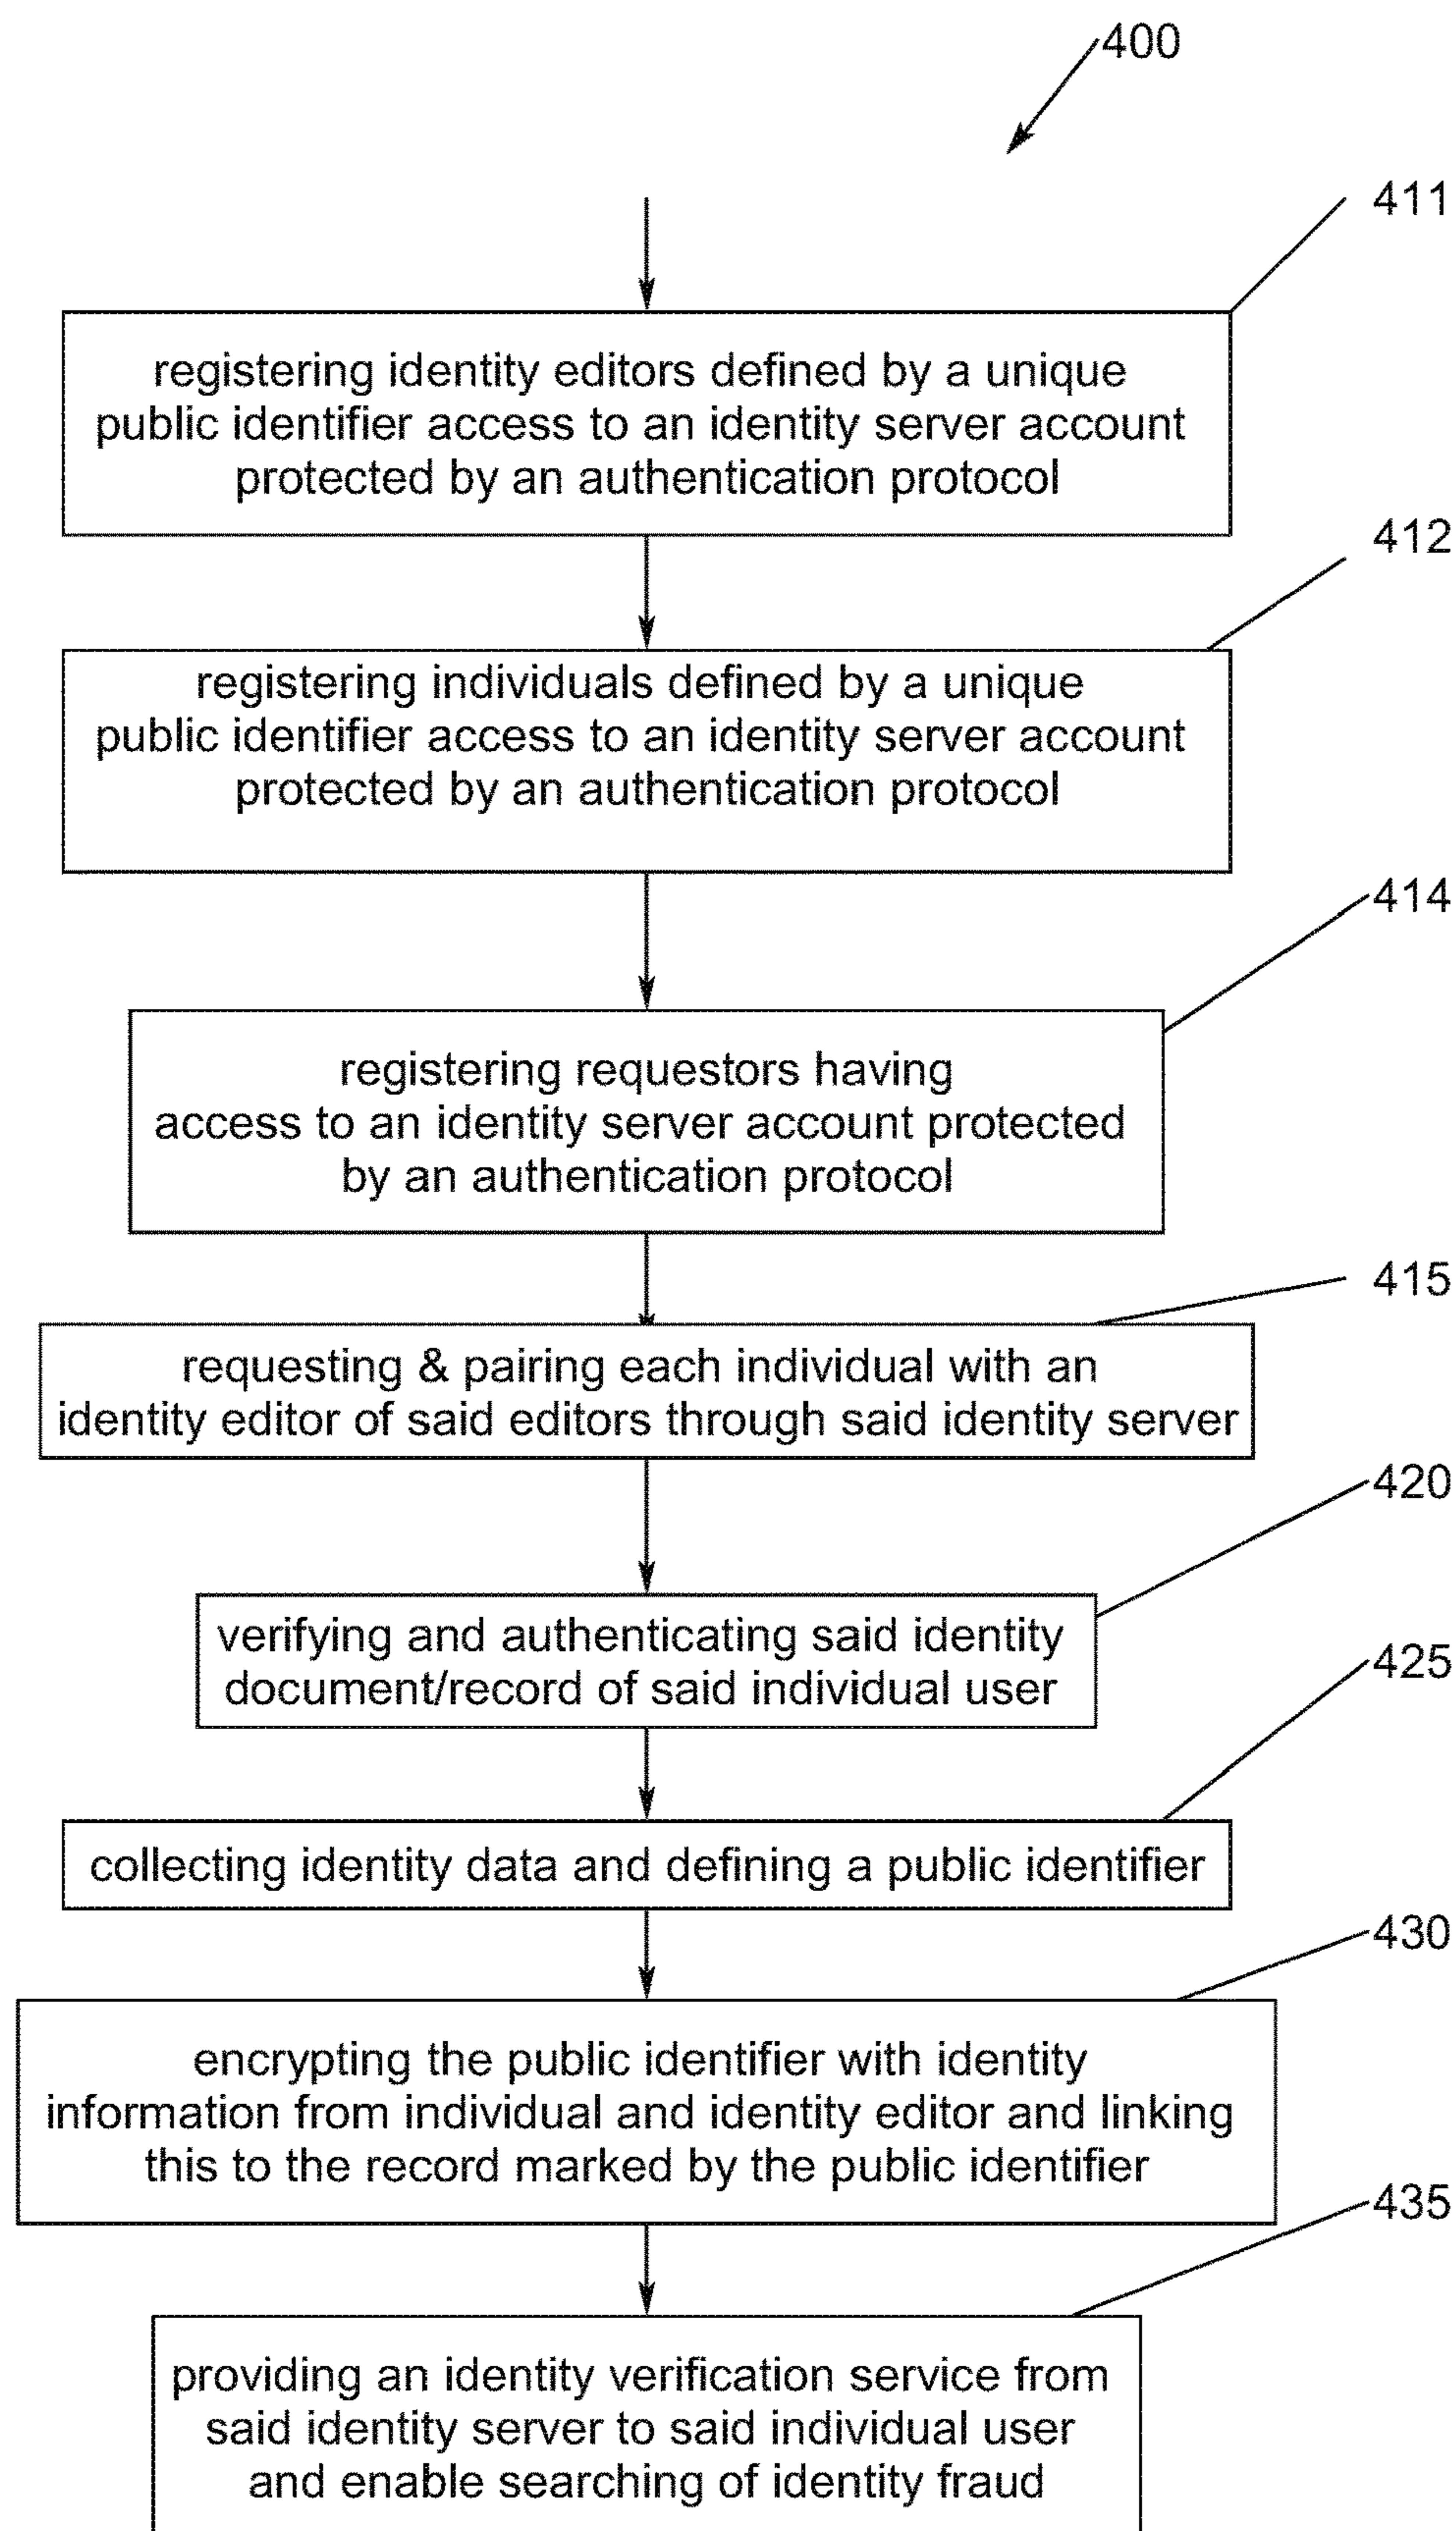 400
411
registering identity editors defined by a unique
public identifier access to an identity server account
protected by an authentication protocol
412
registering individuals defined by a unique
public identifier access to an identity server account
protected by an authentication protocol
414
registering requestors having
access to an identity server account protected
by an authentication protocol
415
requesting & pairing each individual with an
identity editor of said editors through said identity server
420
verifying and authenticating said identity
document/record of said individual user
425
collecting identity data and defining a public identifier
430
encrypting the public identifier with identity
information from individual and identity editor and linking
this to the record marked by the public identifier
435
providing an identity verification service from
said identity server to said individual user
and enable searching of identity fraud